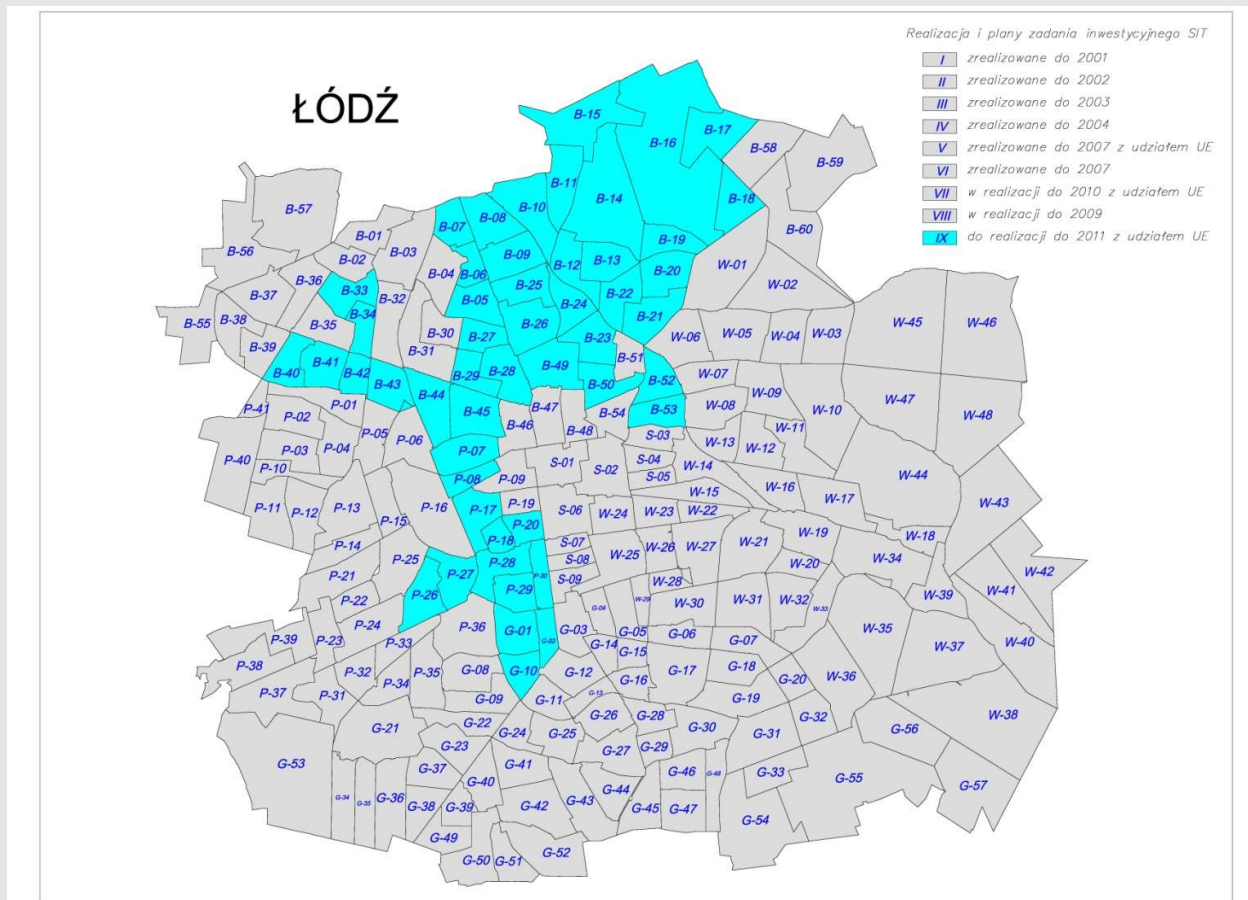 Realizacja i plany zadania inwestycyjnego SIT
I zrealizowane do 2001
II zrealizowane do 2002
III zrealizowane do 2003
IV zrealizowane do 2004
V zrealizowane do 2007 z udziałem UE
VI zrealizowane do 2007
VII w realizacji do 2010 z udziałem UE
VIII w realizacji do 2009
IX do realizacji do 2011 z udziałem UE
ŁÓDŹ
B-15
B-16
B-17
B-58
B-59
B-57
B-11
B-14
B-18
B-10
B-08
B-07
B-01
B-03
B-60
B-56
B-02
B-09
B-12
B-13
B-19
B-04
B-06
B-20
W-01
W-02
B-36
B-37
B-33
B-32
B-05
B-25
B-24
B-22
B-21
B-55
B-38
B-34
B-35
B-30
B-27
B-26
B-23
W-06
W-05
W-04
W-03
W-45
W-46
B-39
B-31
B-51
B-40
B-41
B-42
B-43
B-29
B-28
B-49
B-50
B-52
W-07
W-09
W-47
W-48
P-41
P-02
P-01
B-44
B-45
B-47
B-54
B-53
W-08
W-10
P-05
P-06
B-46
B-48
S-03
W-11
P-40
P-03
P-04
P-07
W-13
W-12
P-10
P-08
P-09
S-01
S-02
S-04
S-05
W-14
W-44
P-11
P-12
P-13
P-15
P-16
P-17
P-19
S-06
W-24
W-23
W-22
W-15
W-16
W-17
W-43
P-14
P-18
P-20
S-07
W-26
W-27
W-21
W-19
W-18
P-21
P-25
P-28
S-08
W-25
W-20
W-34
W-42
P-22
P-26
P-27
P-29
P-30
S-09
W-28
W-29
W-30
W-31
W-32
W-33
W-39
W-41
P-24
P-23
P-39
P-33
P-36
G-01
G-02
G-03
G-04
G-05
G-06
G-07
W-35
W-37
W-40
P-38
P-32
P-35
G-08
G-10
G-12
G-14
G-15
G-17
G-18
P-37
P-31
P-34
G-09
G-11
G-13
G-16
G-19
G-20
W-36
W-38
G-21
G-22
G-24
G-25
G-26
G-28
G-30
G-31
G-32
G-56
G-53
G-23
G-27
G-29
G-34
G-35
G-36
G-37
G-40
G-41
G-44
G-46
G-48
G-33
G-55
G-57
G-38
G-39
G-42
G-43
G-45
G-47
G-54
G-49
G-50
G-51
G-52